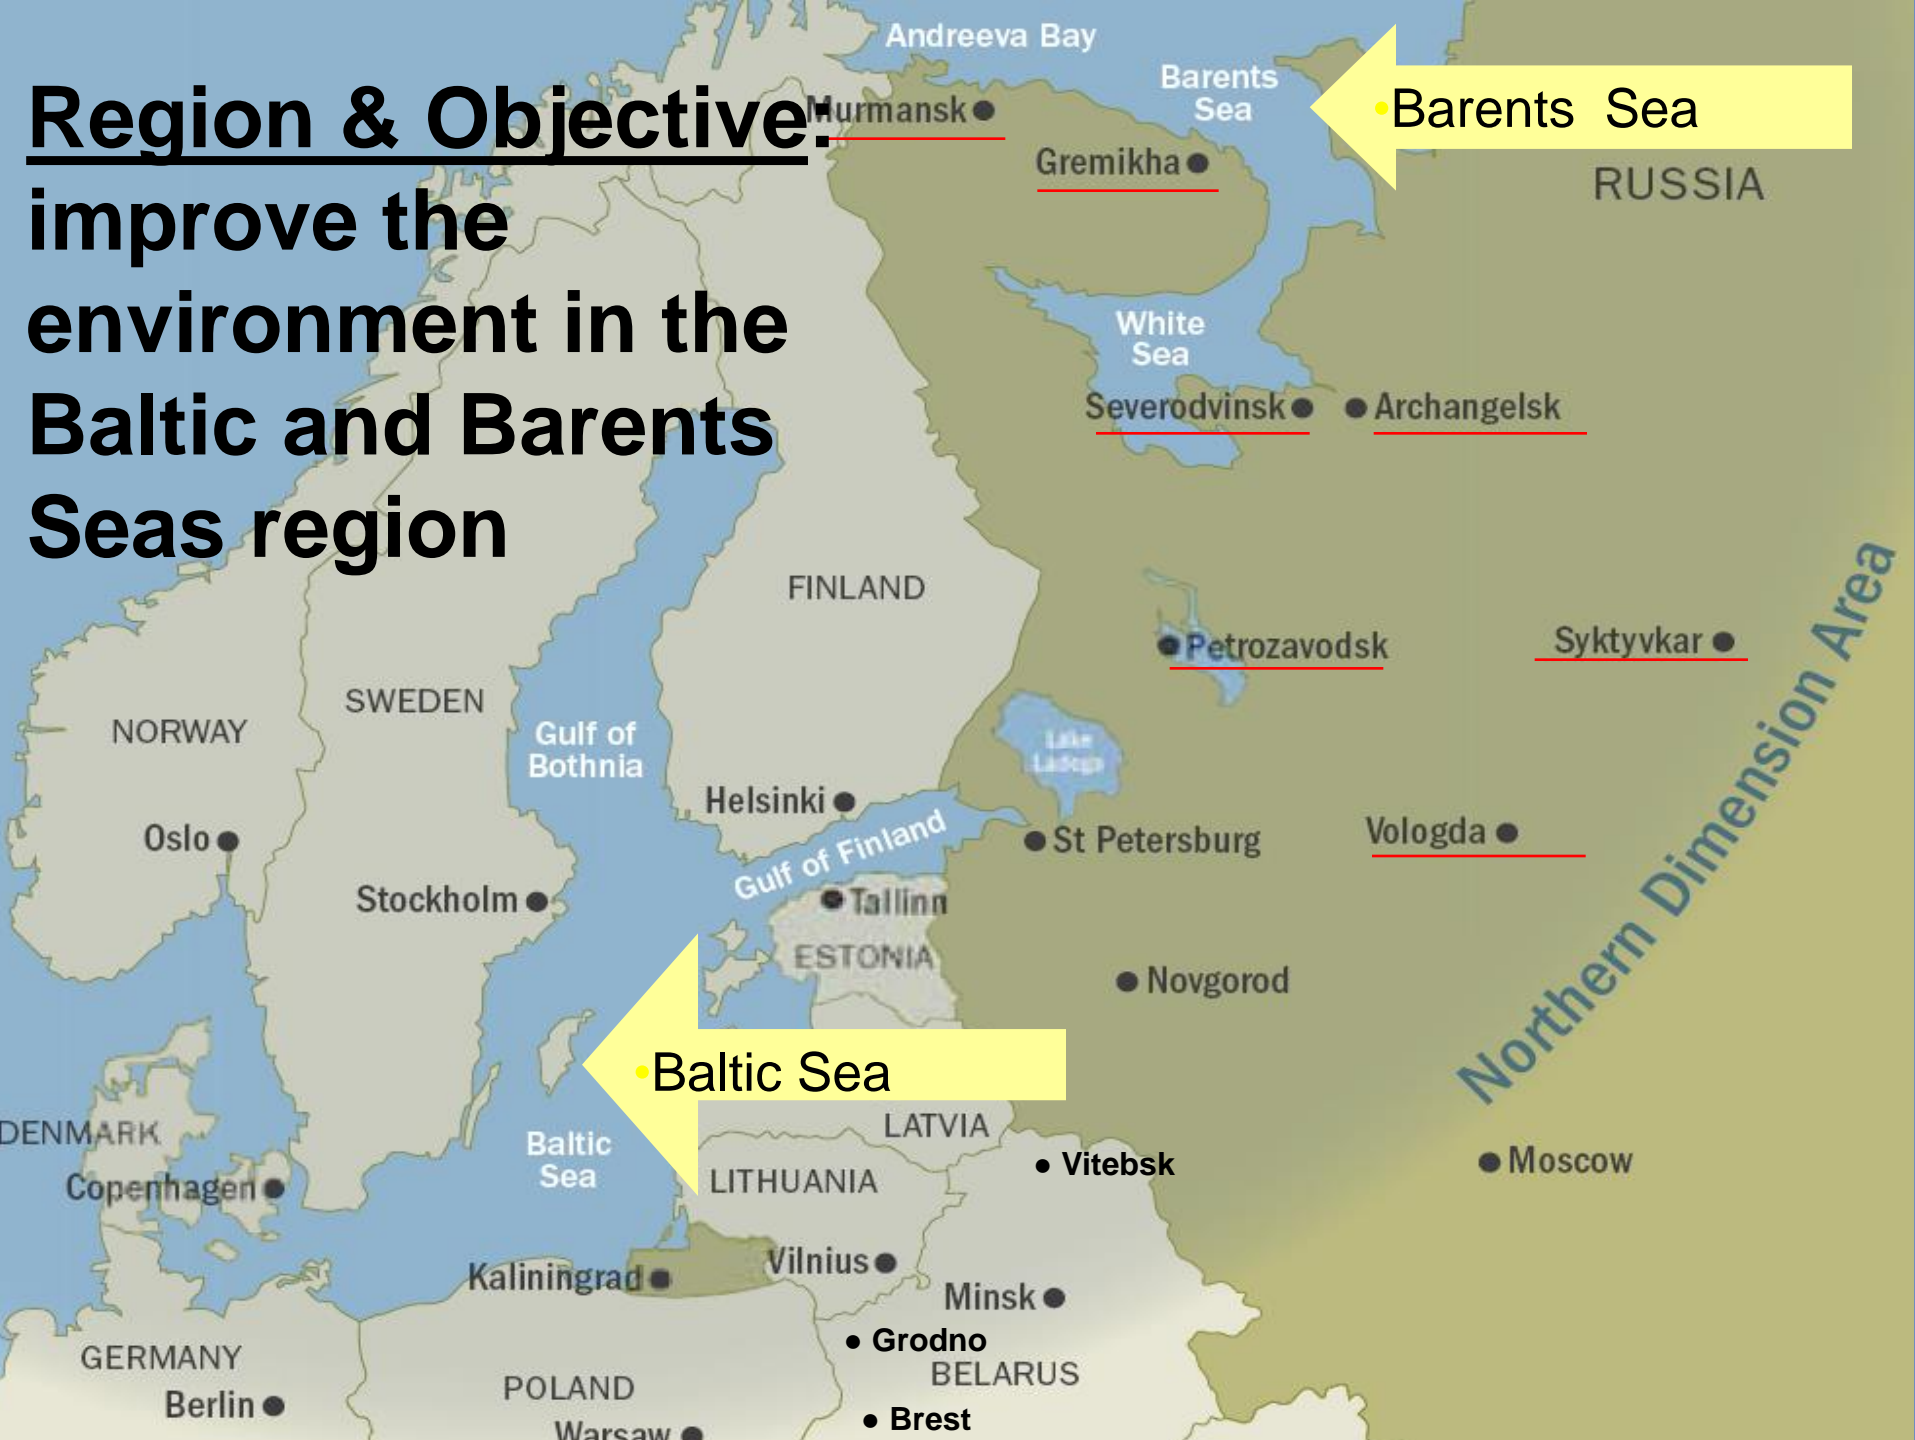 Andreeva Bay
Region & Objective:
improve the
environment in the
Baltic and Barents
Seas region
Murmansk
Barents
Sea
•Barents Sea
Gremikha
RUSSIA
White
Sea
Severodvinsk
Archangelsk
FINLAND
Petrozavodsk
Syktyvkar
SWEDEN
NORWAY
Gulf of
Bothnia
Lake
Ladoga
Helsinki
Gulf of Finland
St Petersburg
Vologda
Oslo
Stockholm
Tallinn
ESTONIA
Novgorod
Northern Dimension Area
•Baltic Sea
DENMARK
LATVIA
Baltic
Sea
● Vitebsk
Moscow
Copenhagen
LITHUANIA
Kaliningrad
Vilnius
Minsk
● Grodno
GERMANY
BELARUS
POLAND
Berlin
● Brest
Warsaw